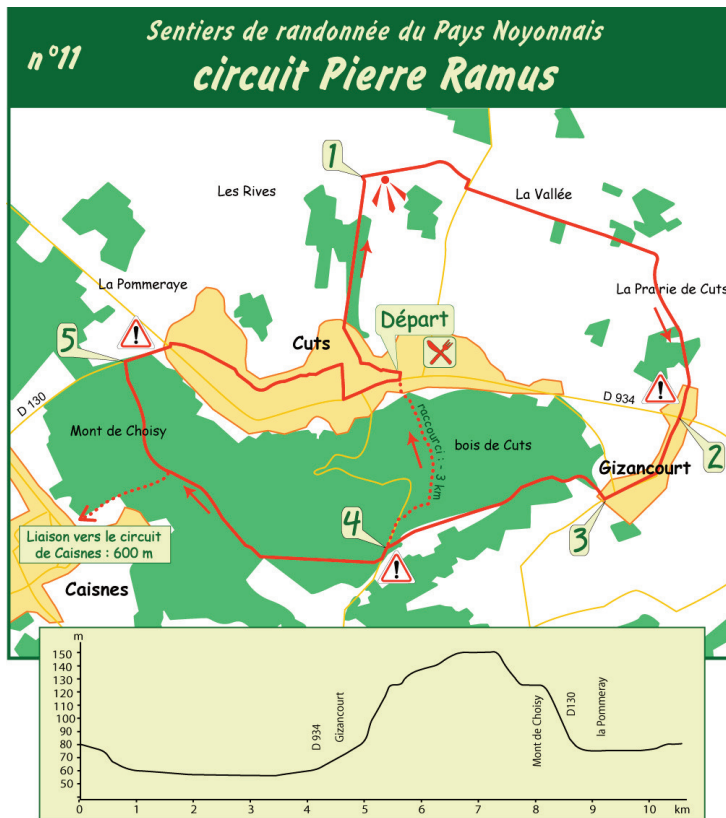 n°11
Sentiers de randonnée du Pays Noyonnais
circuit Pierre Ramus
1
Les Rives
La Vallée
La Pommeraye
La Prairie de Cuts
!
5
Cuts
Départ
!
D 130
D 934
Mont de Choisy
raccourci : - 3 km
bois de Cuts
2
Gizancourt
3
4
Liaison vers le circuit
de Caisnes : 600 m
!
Caisnes
m
150
130
120
110
100
90
80
60
50
D 934
Gizancourt
Mont de Choisy
D130
la Pommeray
0
1
2
3
4
5
6
7
8
9
10
km